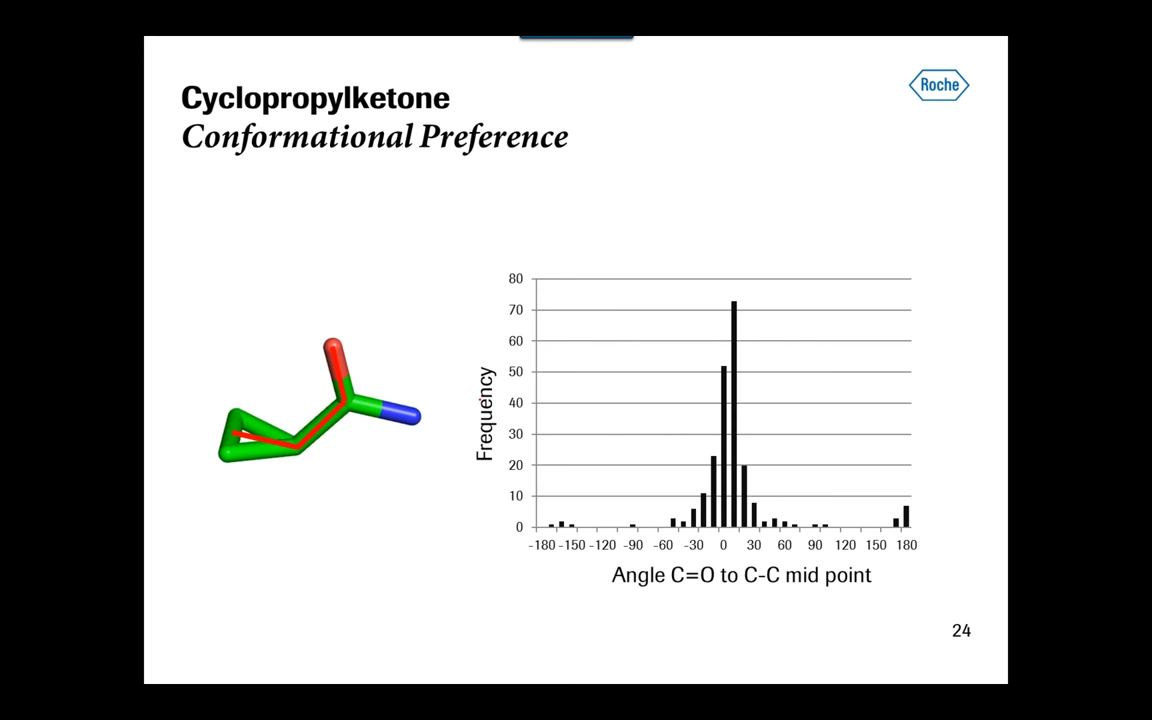 Cyclopropylketone
Conformational Preference
Roche
80
70
60
50
40
30
20
10
0
Frequency
-180 -150 -120 -90 -60 -30 0 30 60 90 120 150 180
Angle C=O to C-C mid point
24